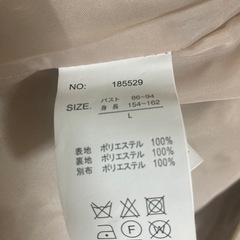 NO: 185529
SIZE. バスト 86-94
身長 154-162
L
表地 ポリエステル 100%
裏地 ポリエステル 100%
別布 ポリエステル 100%